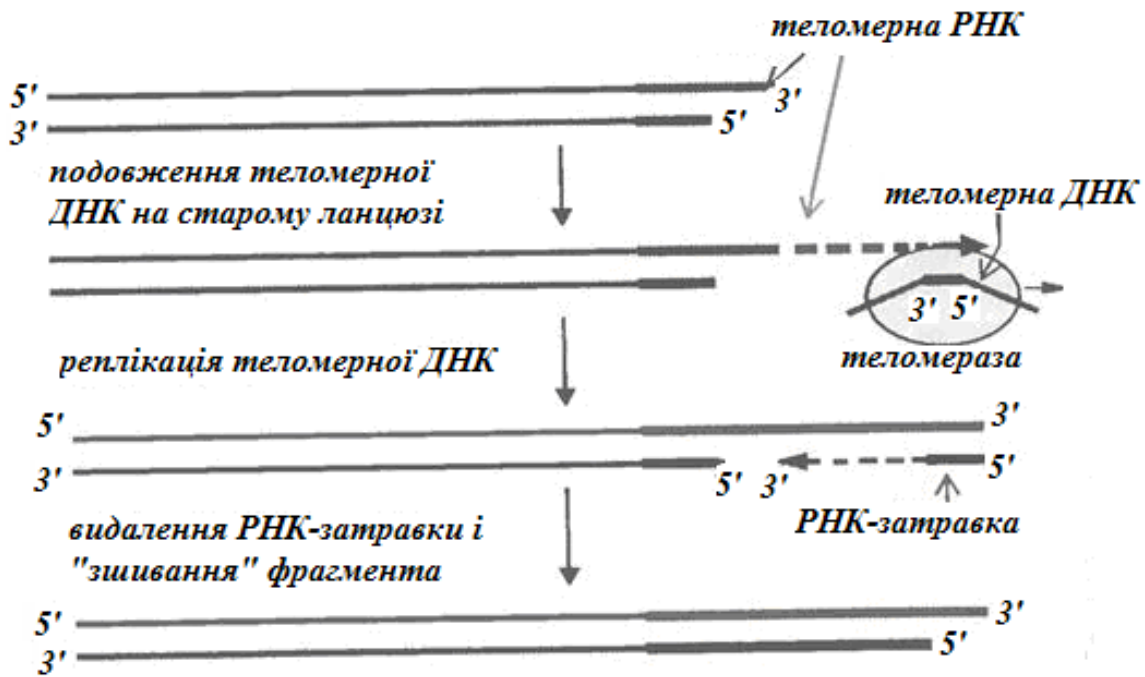 теломерна РНК
5'
3'
3'
5'
подовження теломерної
ДНК на старому ланцюзі
теломерна ДНК
3' 5'
теломераза
реплікація теломерної ДНК
5'
3'
3'
5' 3'
5'
РНК-затравка
видалення РНК-затравки і
"зшивання" фрагмента
5'
3'
3'
5'